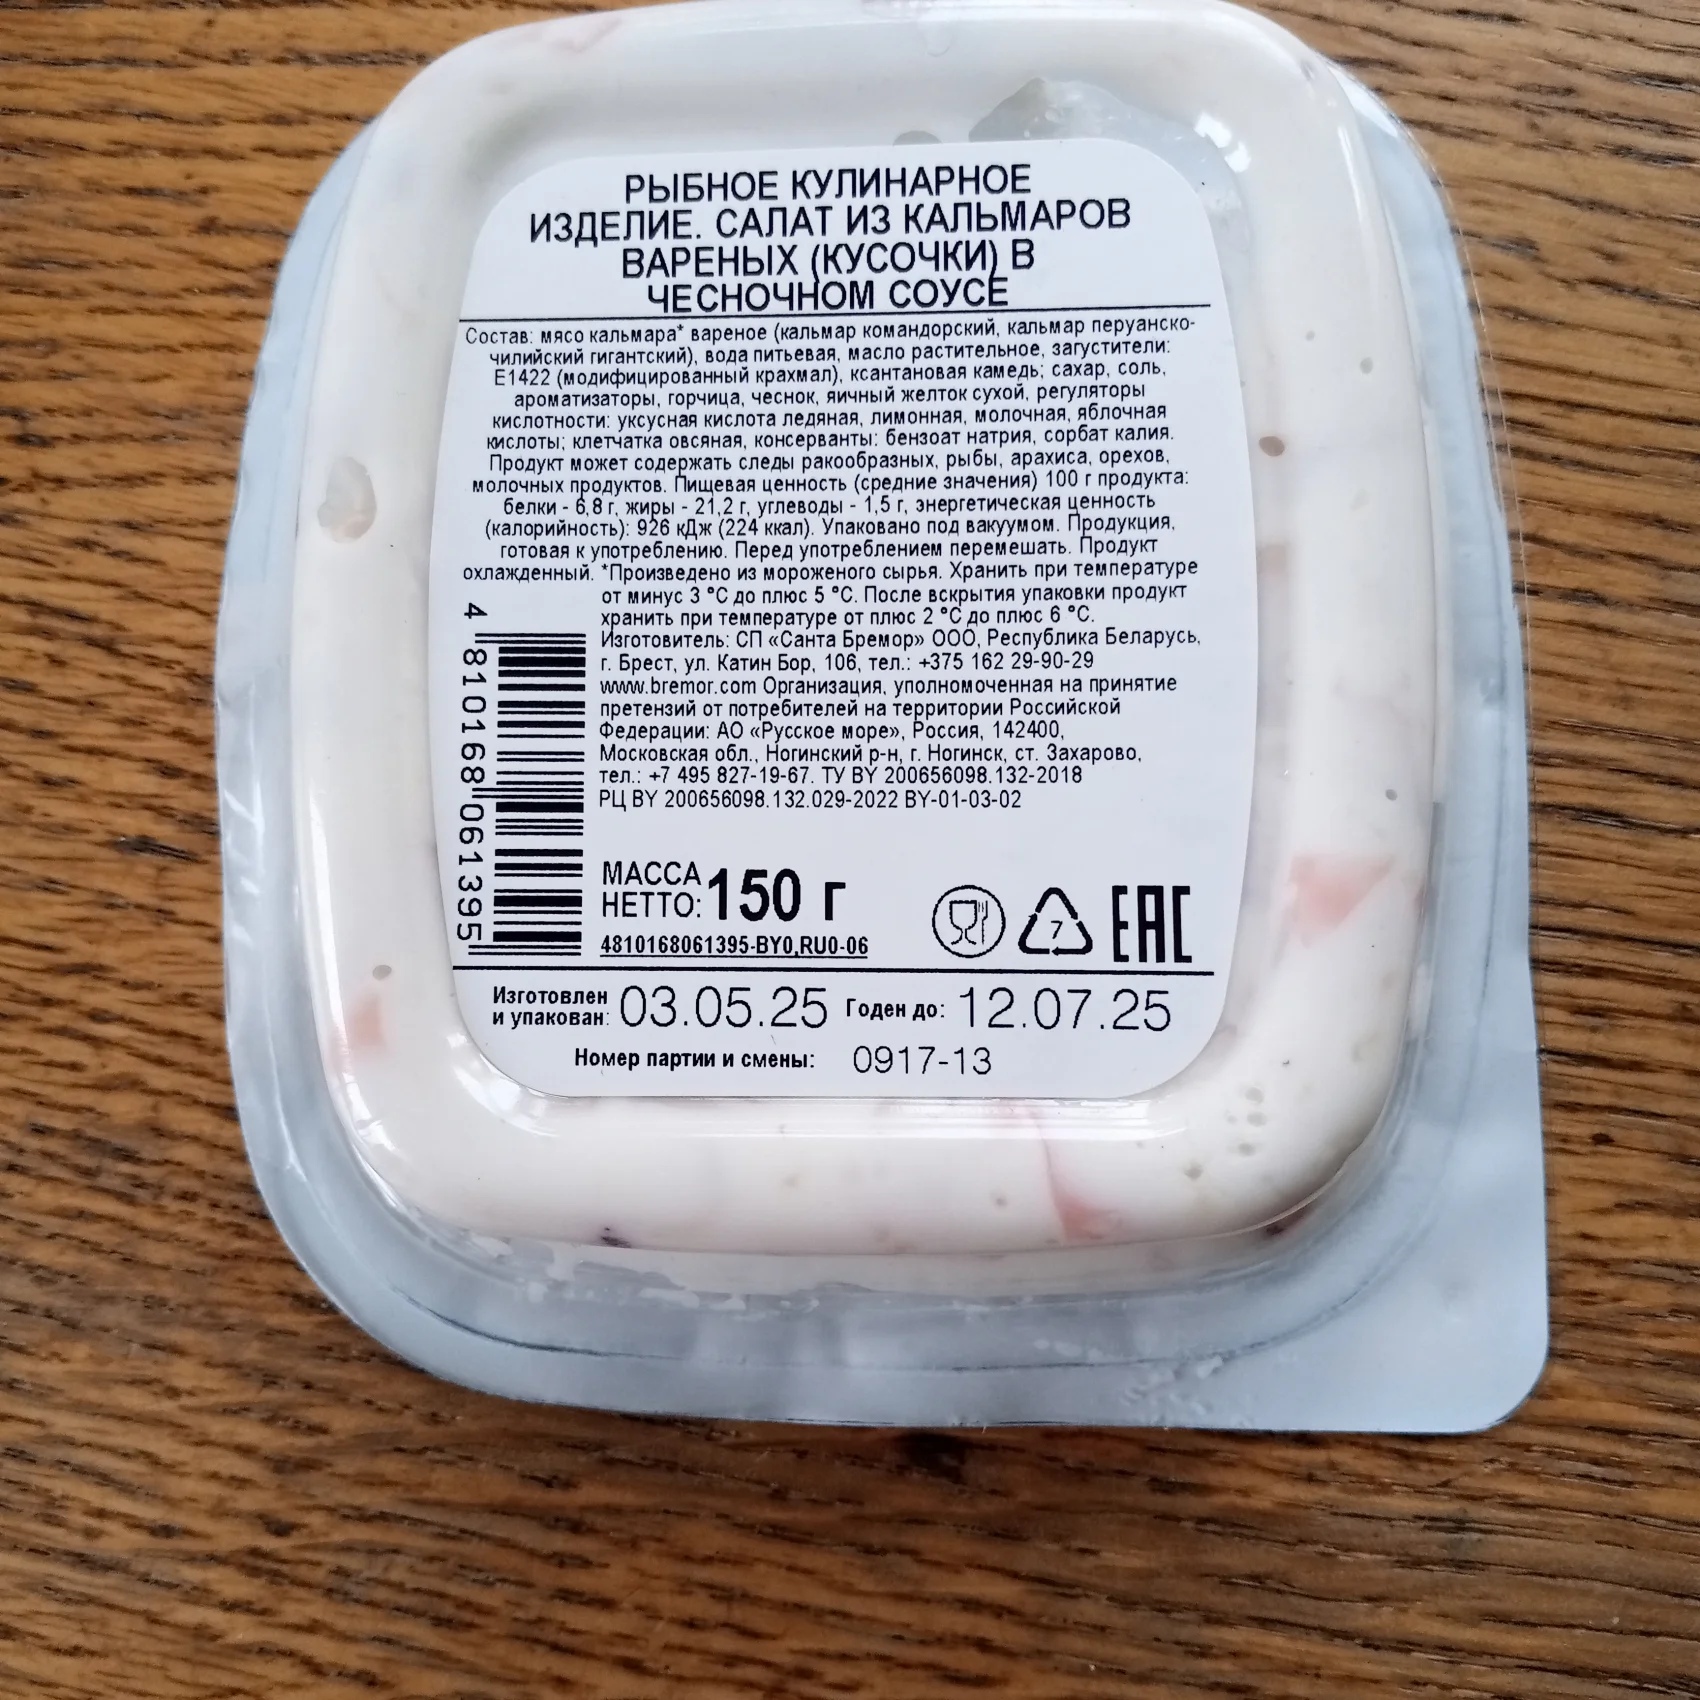 РЫБНОЕ КУЛИНАРНОЕ
ИЗДЕЛИЕ. САЛАТ ИЗ КАЛЬМАРОВ
ВАРЕНЫХ (КУСОЧКИ) В
ЧЕСНОЧНОМ СОУСЕ
Состав: мясо кальмара* вареное (кальмар командорский, кальмар перуанско-
чилийский гигантский), вода питьевая, масло растительное, загустители:
Е1422 (модифицированный крахмал), ксантановая камедь; сахар, соль,
ароматизаторы, горчица, чеснок, яичный желток сухой, регуляторы
кислотности: уксусная кислота ледяная, лимонная, молочная, яблочная
кислоты; клетчатка овсяная, консерванты: бензоат натрия, сорбат калия.
Продукт может содержать следы ракообразных, рыбы, арахиса, орехов,
молочных продуктов. Пищевая ценность (средние значения) 100 г продукта:
белки - 6,8 г, жиры - 21,2 г, углеводы - 1,5 г, энергетическая ценность
(калорийность): 926 кДж (224 ккал). Упаковано под вакуумом. Продукция,
готовая к употреблению. Перед употреблением перемешать. Продукт
охлажденный. *Произведено из мороженого сырья. Хранить при температуре
от минус 3 °С до плюс 5 °С. После вскрытия упаковки продукт
хранить при температуре от плюс 2 °С до плюс 6 °С.
Изготовитель: СП «Санта Бремор» ООО, Республика Беларусь,
г. Брест, ул. Катин Бор, 106, тел.: +375 162 29-90-29
www.bremor.com Организация, уполномоченная на принятие
претензий от потребителей на территории Российской
Федерации: АО «Русское море», Россия, 142400,
Московская обл., Ногинский р-н, г. Ногинск, ст. Захарово,
тел.: +7 495 827-19-67. ТУ BY 200656098.132-2018
РЦ BY 200656098.132.029-2022 BY-01-03-02
4 810168 061395
МАССА
НЕТТО: 150 г
4810168061395-BY0,RU0-06
7
EAC
Изготовлен
и упакован: 03.05.25 Годен до: 12.07.25
Номер партии и смены: 0917-13